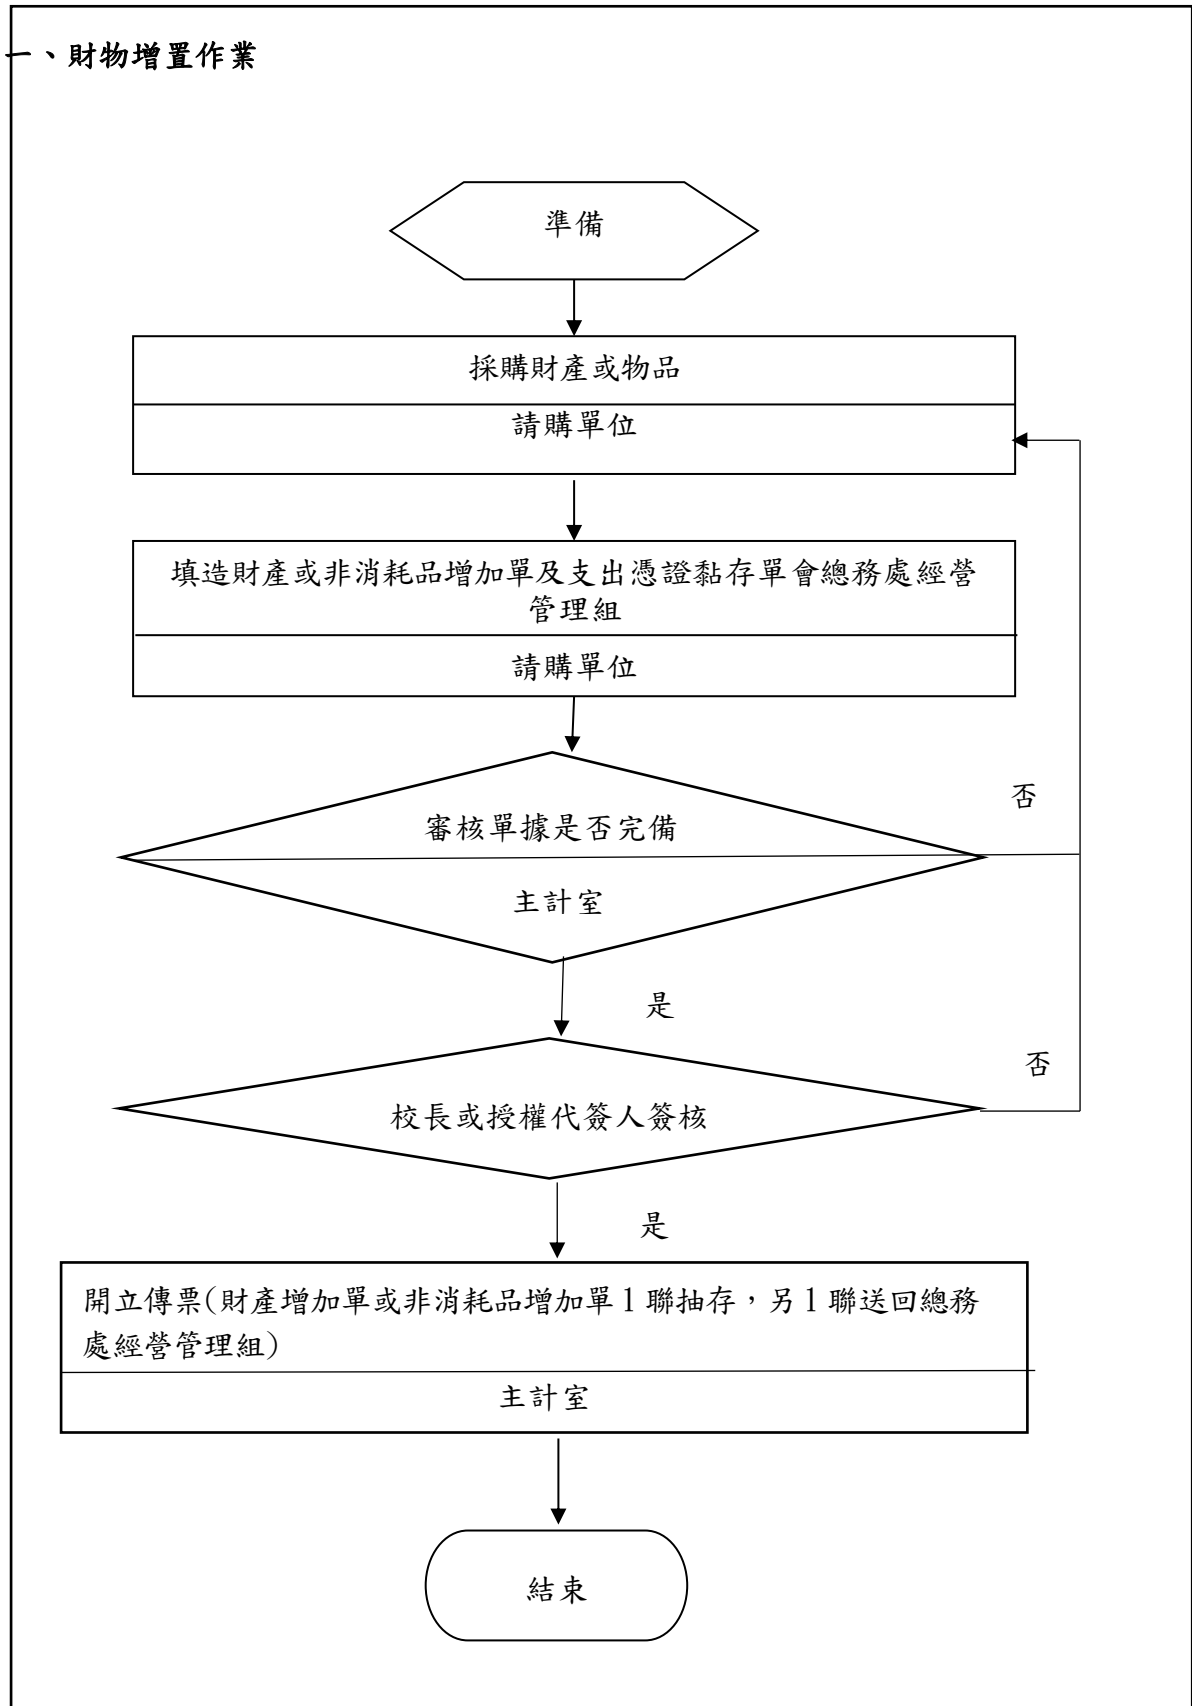 一、財物增置作業
準備
採購財產或物品
請購單位
填造財產或非消耗品增加單及支出憑證黏存單會總務處經營
管理組
請購單位
否
審核單據是否完備
主計室
是
否
校長或授權代簽人簽核
是
開立傳票(財產增加單或非消耗品增加單1聯抽存，另1聯送回總務
處經營管理組)
主計室
結束